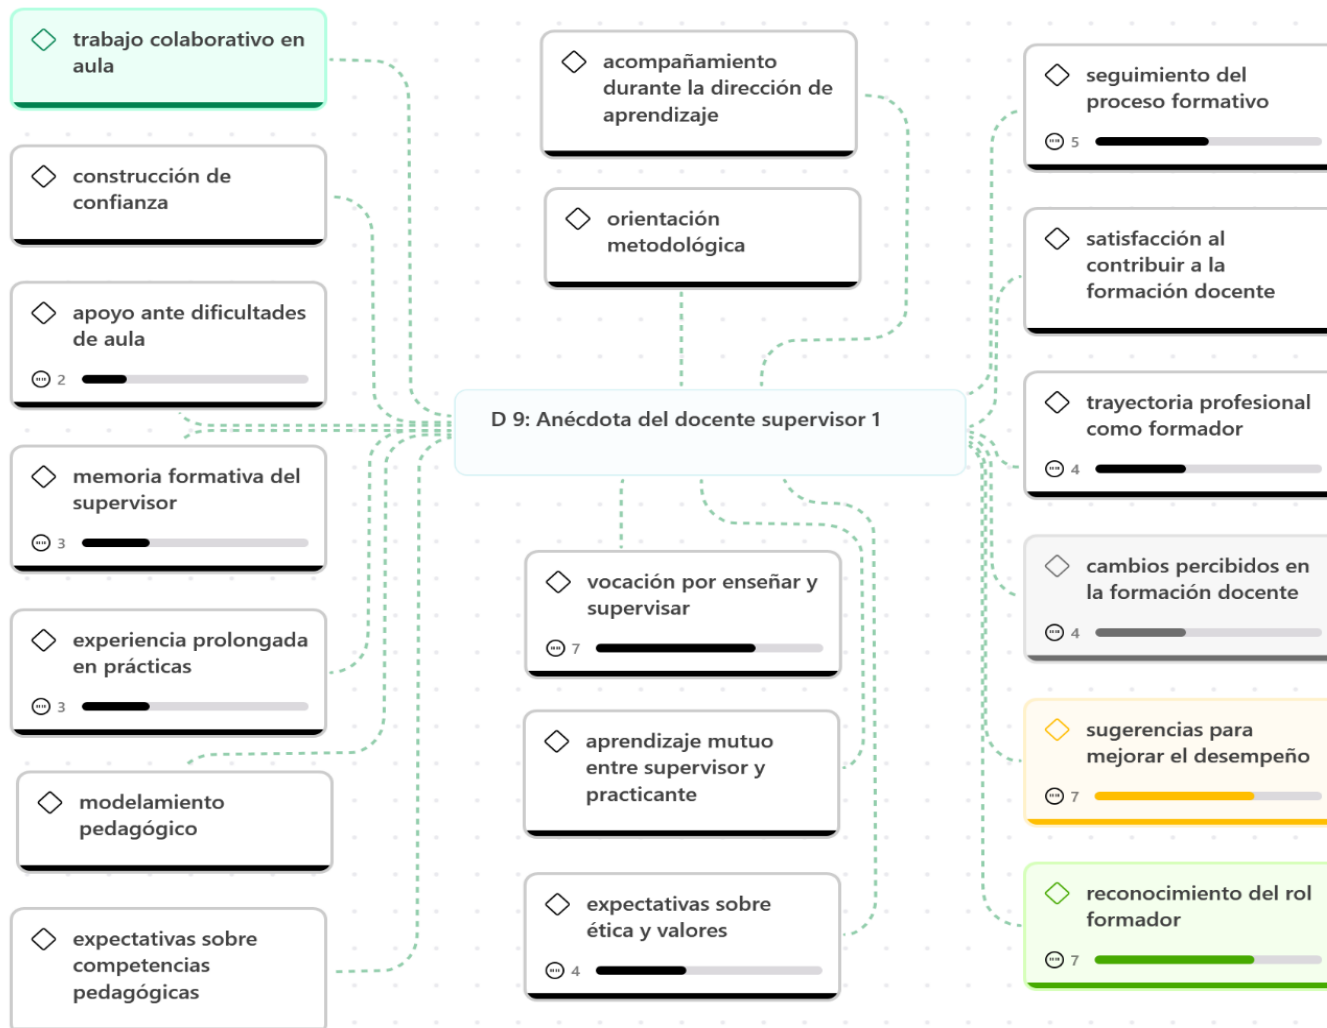 trabajo colaborativo en
aula
construcción de
confianza
apoyo ante dificultades
de aula
2
memoria formativa del
supervisor
3
experiencia prolongada
en prácticas
3
modelamiento
pedagógico
expectativas sobre
competencias
pedagógicas
acompañamiento
durante la dirección de
aprendizaje
orientación
metodológica
D 9: Anécdota del docente supervisor 1
vocación por enseñar y
supervisar
7
aprendizaje mutuo
entre supervisor y
practicante
expectativas sobre
ética y valores
4
seguimiento del
proceso formativo
5
satisfacción al
contribuir a la
formación docente
trayectoria profesional
como formador
4
cambios percibidos en
la formación docente
4
sugerencias para
mejorar el desempeño
7
reconocimiento del rol
formador
7